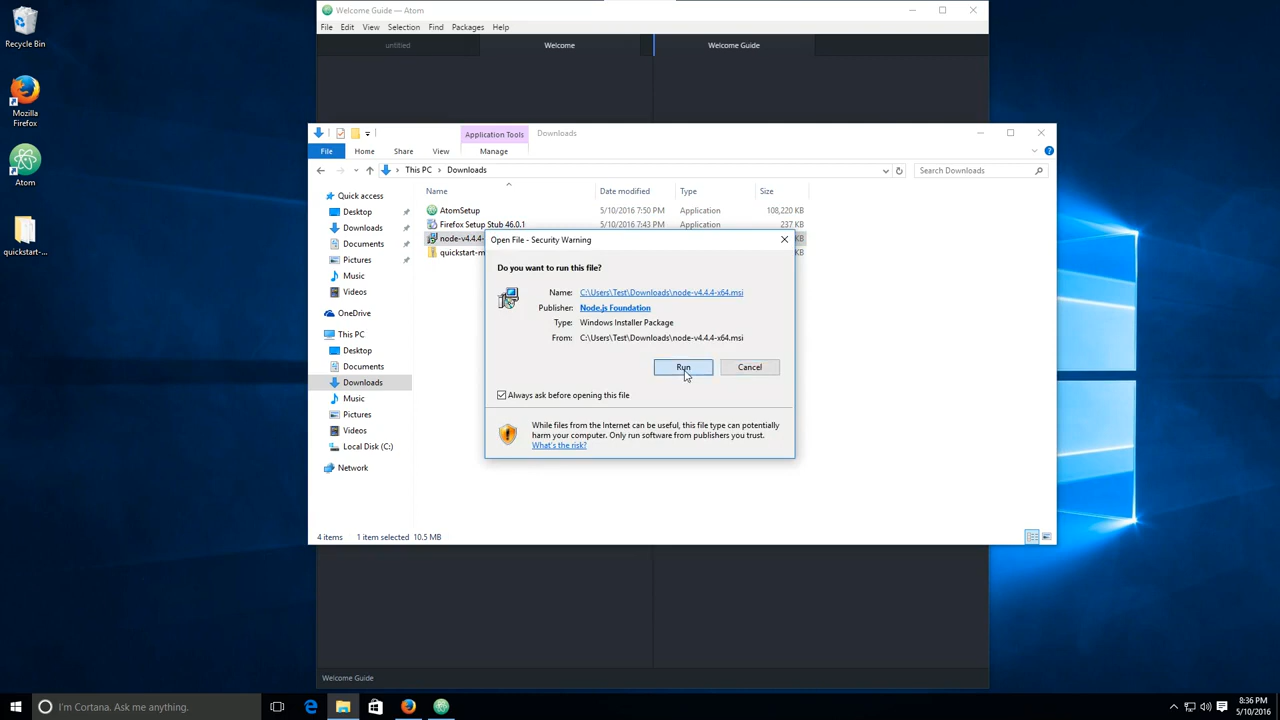 Recycle Bin
Mozilla
Firefox
Atom
quickstart-...
Welcome Guide — Atom
File Edit View Selection Find Packages Help
untitled Welcome Welcome Guide
Application Tools Downloads
File Home Share View Manage
This PC Downloads Search Downloads
Name Date modified Type Size
Quick access
Desktop
Downloads
Documents
Pictures
Music
Videos
OneDrive
This PC
Desktop
Documents
Downloads
Music
Pictures
Videos
Local Disk (C:)
Network
AtomSetup 5/10/2016 7:50 PM Application 108,220 KB
Firefox Setup Stub 46.0.1 5/10/2016 7:43 PM Application 237 KB
node-v4.4.4- KB
quickstart-m KB
Open File - Security Warning
Do you want to run this file?
Name: C:\Users\Test\Downloads\node-v4.4.4-x64.msi
Publisher: Node.js Foundation
Type: Windows Installer Package
From: C:\Users\Test\Downloads\node-v4.4.4-x64.msi
Run Cancel
Always ask before opening this file
While files from the Internet can be useful, this file type can potentially
harm your computer. Only run software from publishers you trust.
What's the risk?
4 items 1 item selected 10.5 MB
Welcome Guide
I'm Cortana. Ask me anything.
8:36 PM
5/10/2016